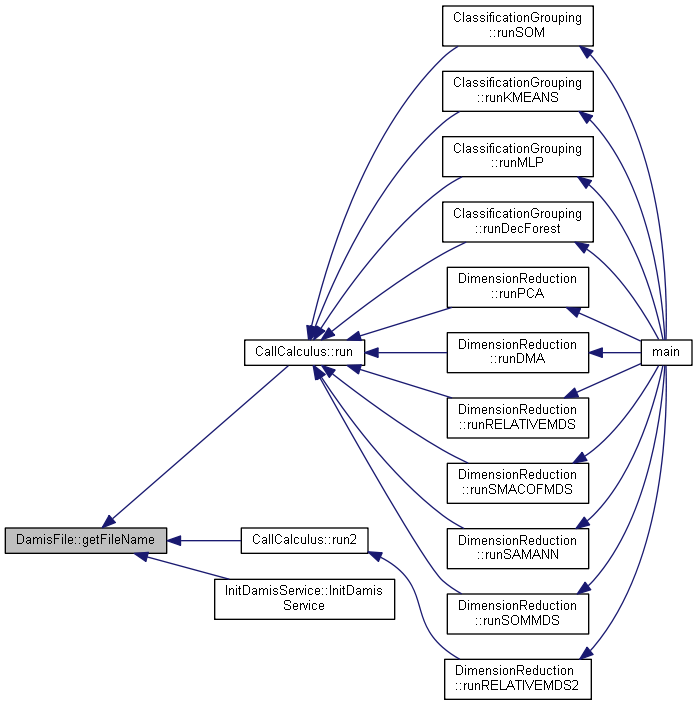 ClassificationGrouping
::runSOM
ClassificationGrouping
::runKMEANS
ClassificationGrouping
::runMLP
ClassificationGrouping
::runDecForest
DimensionReduction
::runPCA
CallCalculus::run
DimensionReduction
::runDMA
main
DimensionReduction
::runRELATIVEMDS
DimensionReduction
::runSMACOFMDS
DamisFile::getFileName
CallCalculus::run2
DimensionReduction
::runSAMANN
InitDamisService::InitDamis
Service
DimensionReduction
::runSOMMDS
DimensionReduction
::runRELATIVEMDS2